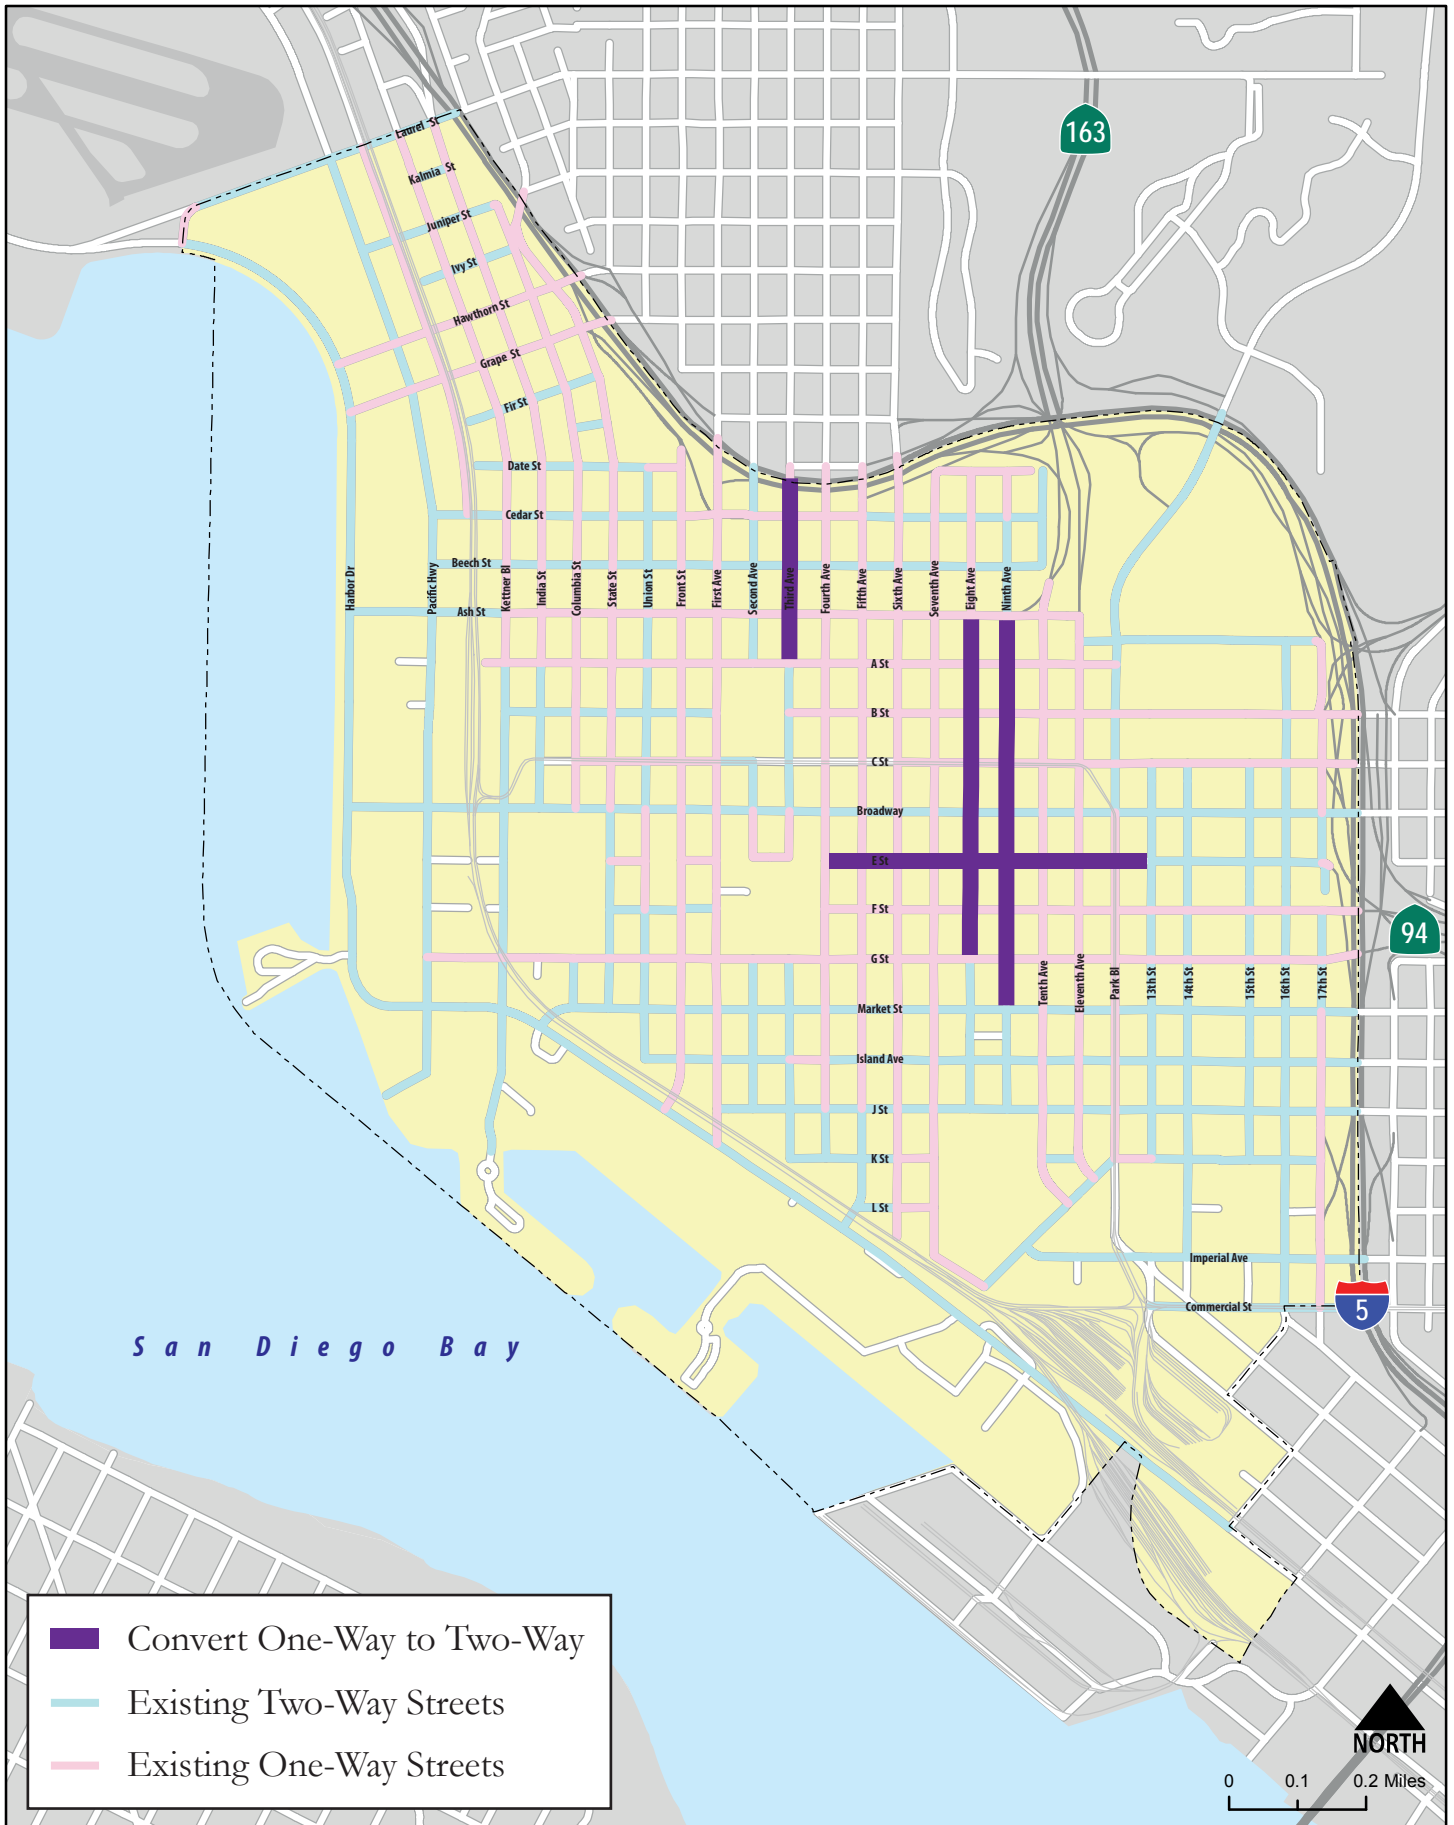 163
Laurel St
Kalmia St
Juniper St
Ivy St
Hawthorn St
Grape St
Fir St
Date St
Cedar St
Beech St
Ash St
Harbor Dr
Pacific Hwy
Kettner Bl
India St
Columbia St
State St
Union St
Front St
First Ave
Second Ave
Third Ave
Fourth Ave
Fifth Ave
Sixth Ave
Seventh Ave
Eight Ave
Ninth Ave
A St
B St
C St
Broadway
E St
F St
94
G St
Tenth Ave
Eleventh Ave
Park Bl
13th St
14th St
15th St
16th St
17th St
Market St
Island Ave
J St
K St
L St
Imperial Ave
Commercial St
5
San Diego Bay
Convert One-Way to Two-Way
Existing Two-Way Streets
Existing One-Way Streets
NORTH
0 0.1 0.2 Miles